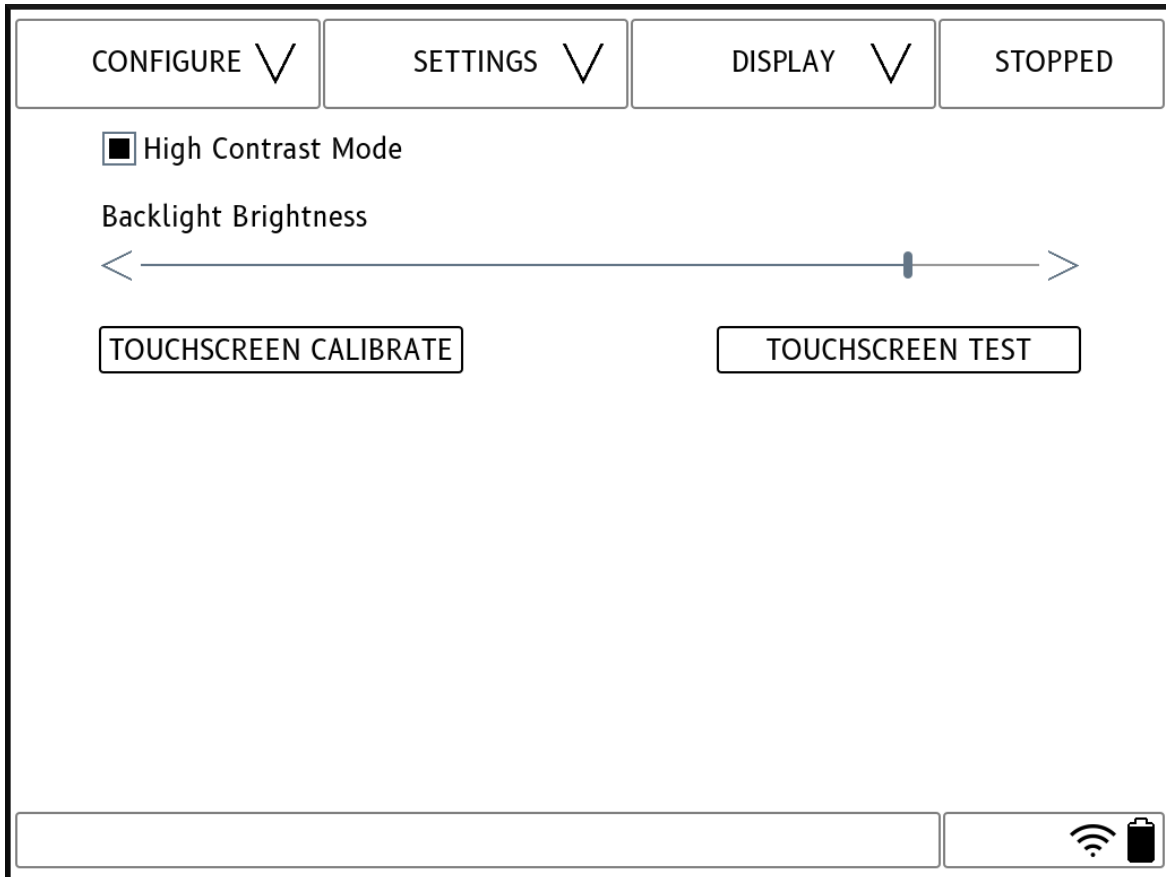 CONFIGURE
SETTINGS
DISPLAY
STOPPED
High Contrast Mode
Backlight Brightness
TOUCHSCREEN CALIBRATE
TOUCHSCREEN TEST